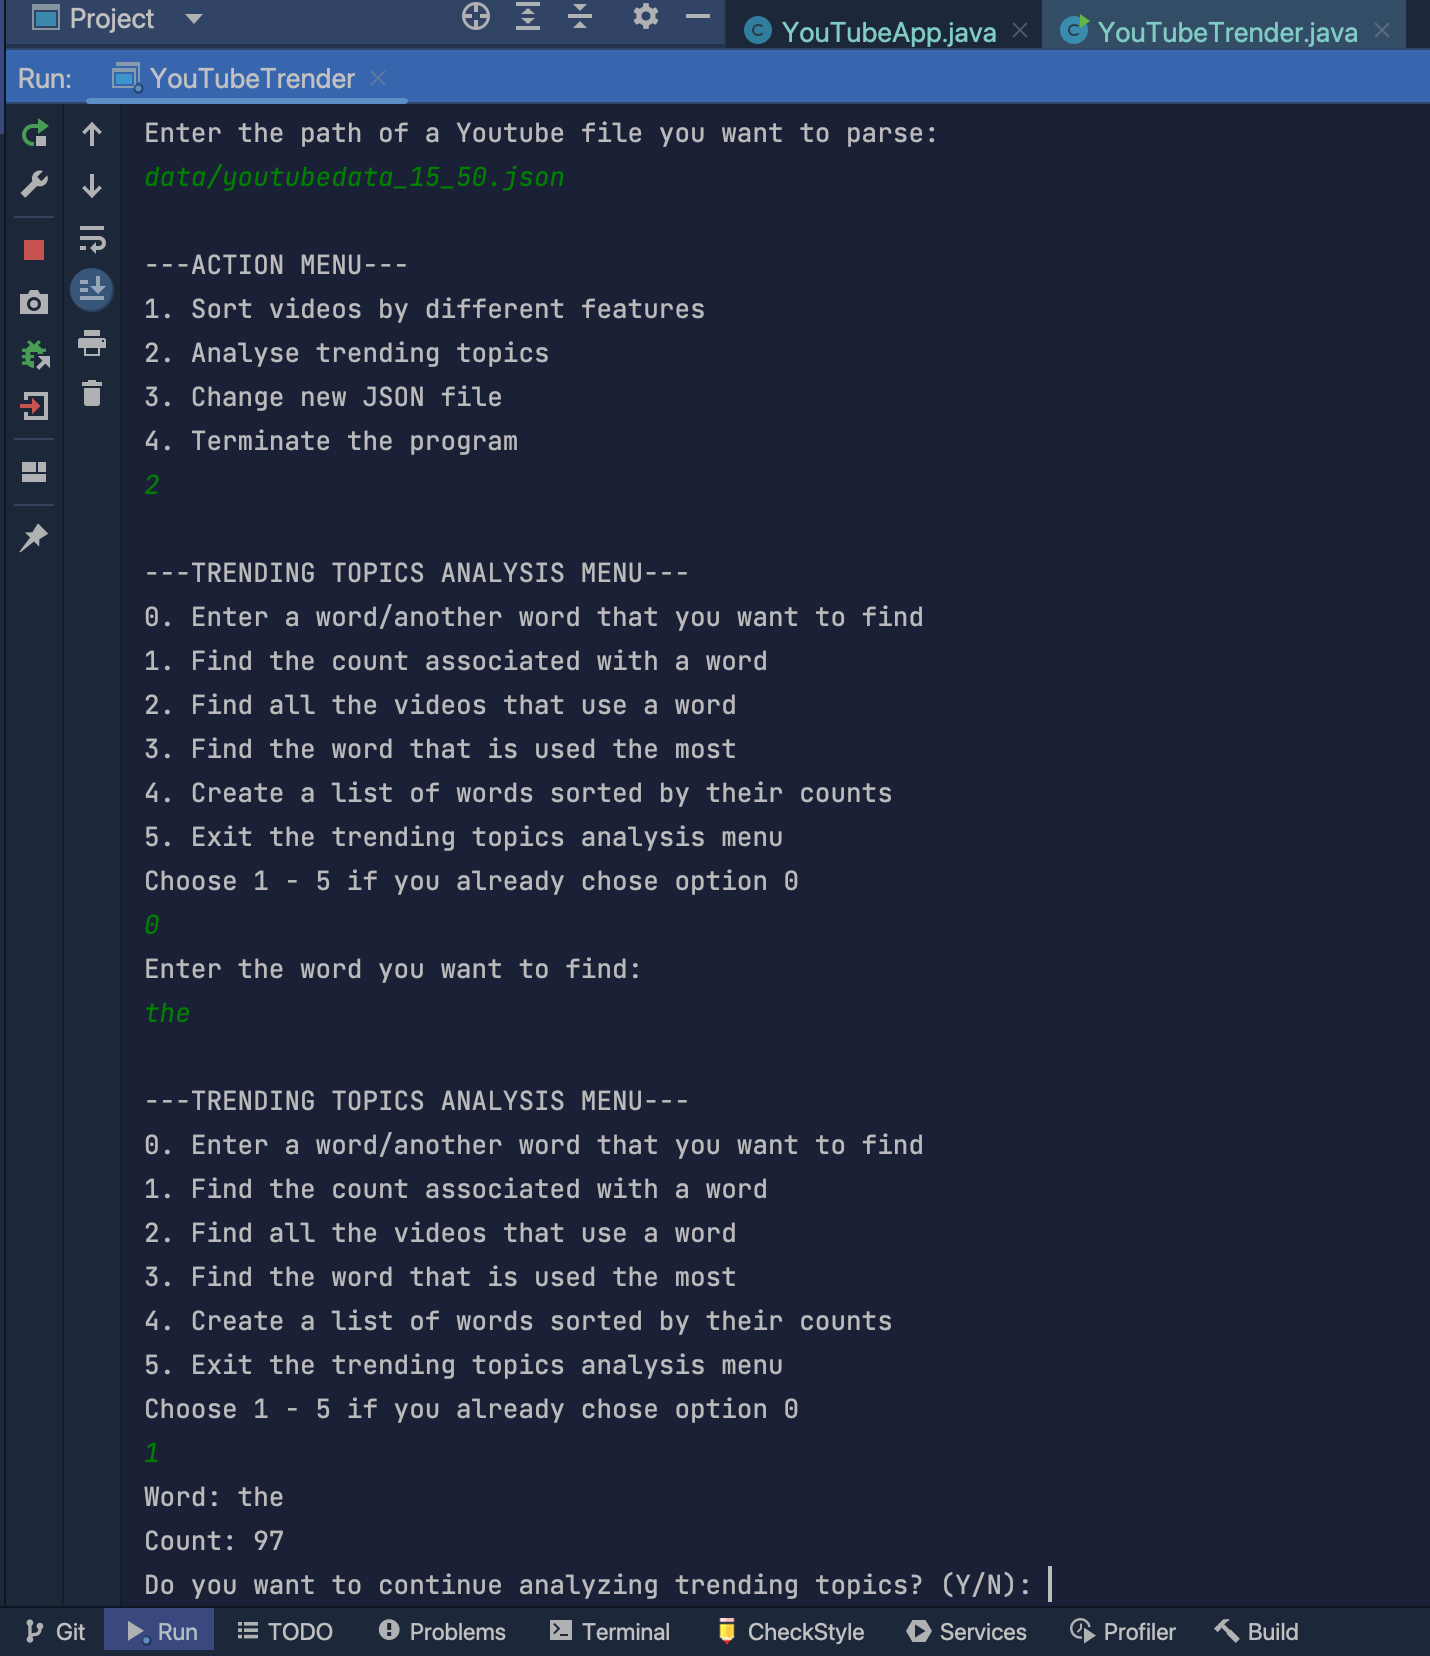 Project
YouTubeApp.java
YouTubeTrender.java
Run: YouTubeTrender
Enter the path of a Youtube file you want to parse:
data/youtubedata_15_50.json
---ACTION MENU---
1. Sort videos by different features
2. Analyse trending topics
3. Change new JSON file
4. Terminate the program
2
---TRENDING TOPICS ANALYSIS MENU---
0. Enter a word/another word that you want to find
1. Find the count associated with a word
2. Find all the videos that use a word
3. Find the word that is used the most
4. Create a list of words sorted by their counts
5. Exit the trending topics analysis menu
Choose 1 - 5 if you already chose option 0
0
Enter the word you want to find:
the
---TRENDING TOPICS ANALYSIS MENU---
0. Enter a word/another word that you want to find
1. Find the count associated with a word
2. Find all the videos that use a word
3. Find the word that is used the most
4. Create a list of words sorted by their counts
5. Exit the trending topics analysis menu
Choose 1 - 5 if you already chose option 0
1
Word: the
Count: 97
Do you want to continue analyzing trending topics? (Y/N):
Git Run TODO Problems Terminal CheckStyle Services Profiler Build